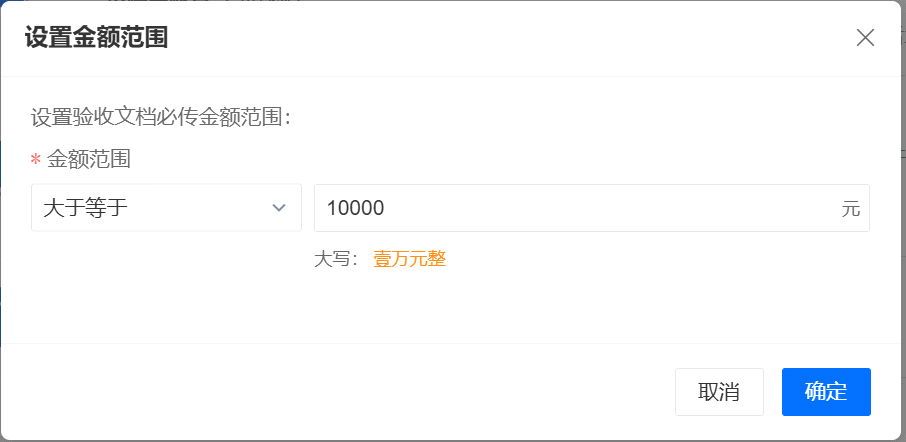 设置金额范围
设置验收文档必传金额范围：
* 金额范围
大于等于
10000 元
大写： 壹万元整
取消 确定